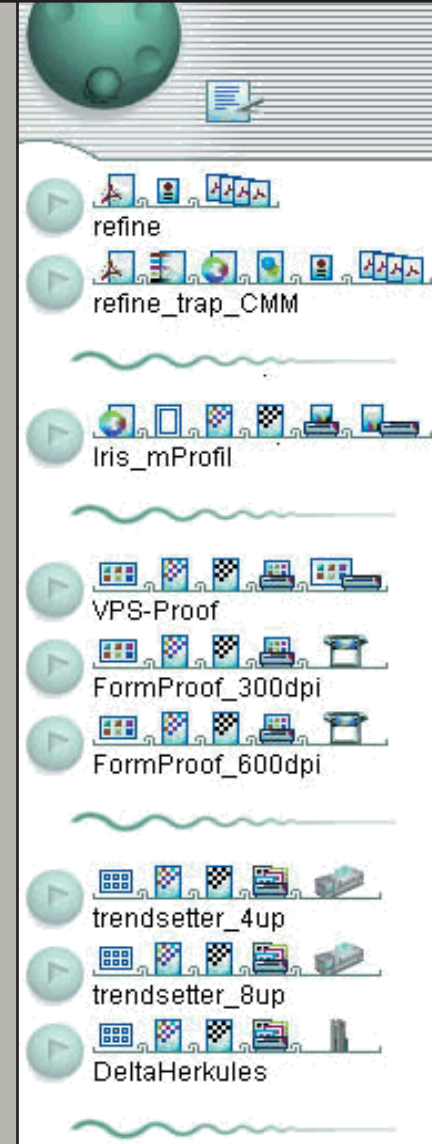 refine
refine_trap_CMM
Iris_mProfil
VPS-Proof
FormProof_300dpi
FormProof_600dpi
trendsetter_4up
trendsetter_8up
DeltaHerkules